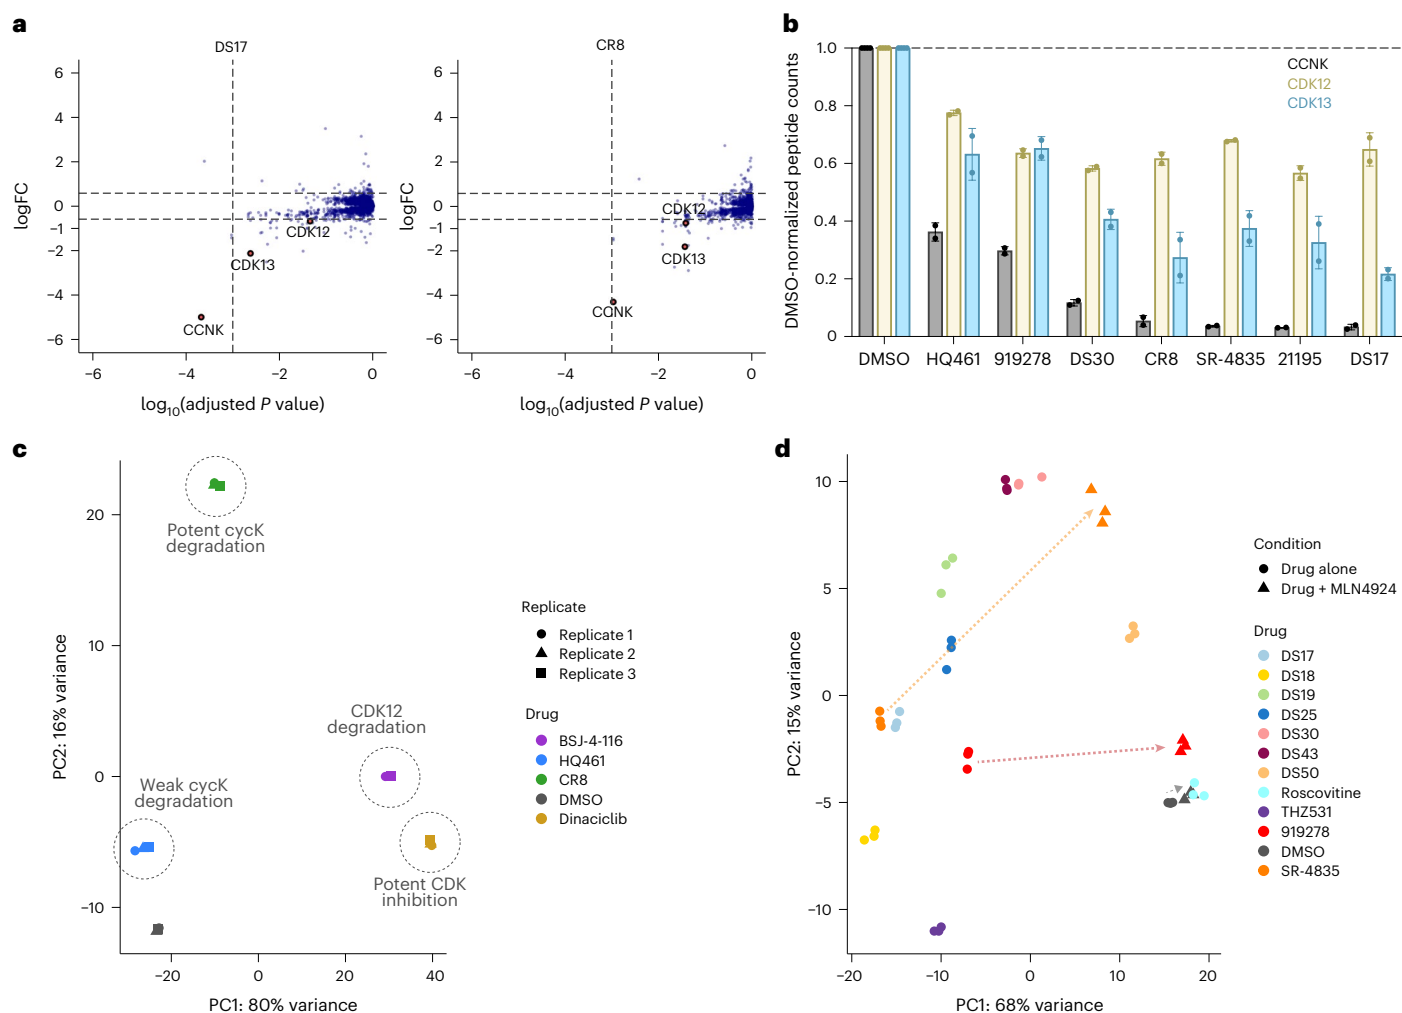 a
DS17
CR8
6
4
2
0
−1
−2
−4
−6
logFC
CDK12
CDK13
CCNK
−6
−4
−2
0
log10(adjusted P value)
6
4
2
0
−1
−2
−4
−6
logFC
CDK12
CDK13
CCNK
−6
−4
−2
0
log10(adjusted P value)
b
DMSO-normalized peptide counts
1.0
0.8
0.6
0.4
0.2
0
CCNK
CDK12
CDK13
DMSO HQ461 919278 DS30 CR8 SR-4835 21195 DS17
c
PC2: 16% variance
20
10
0
−10
Potent cycK
degradation
CDK12
degradation
Weak cycK
degradation
Potent CDK
inhibition
−20 0 20 40
PC1: 80% variance
Replicate
Replicate 1
Replicate 2
Replicate 3
Drug
BSJ-4-116
HQ461
CR8
DMSO
Dinaciclib
d
PC2: 15% variance
10
5
0
−5
−10
−20 −10 0 10 20
PC1: 68% variance
Condition
Drug alone
Drug + MLN4924
Drug
DS17
DS18
DS19
DS25
DS30
DS43
DS50
Roscovitine
THZ531
919278
DMSO
SR-4835